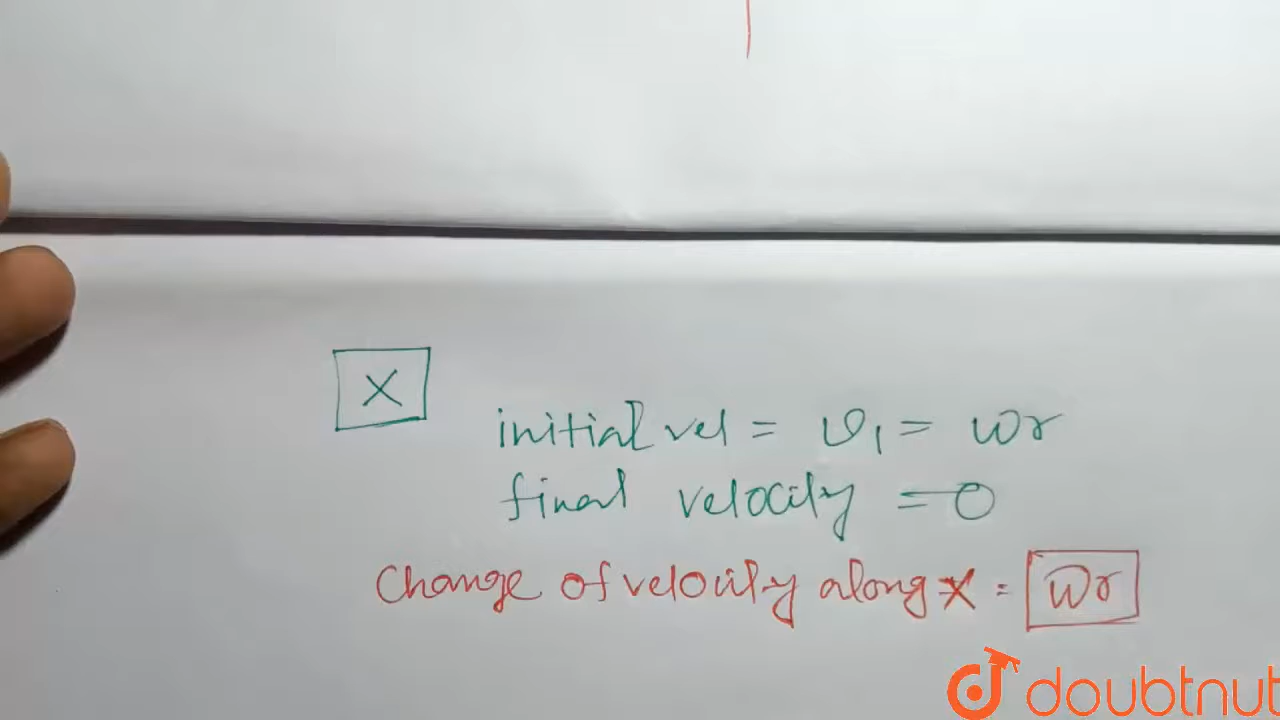 X
initial vel = v₁ = ωr
final velocity = 0
Change of velocity along X = ωr
doubtnut